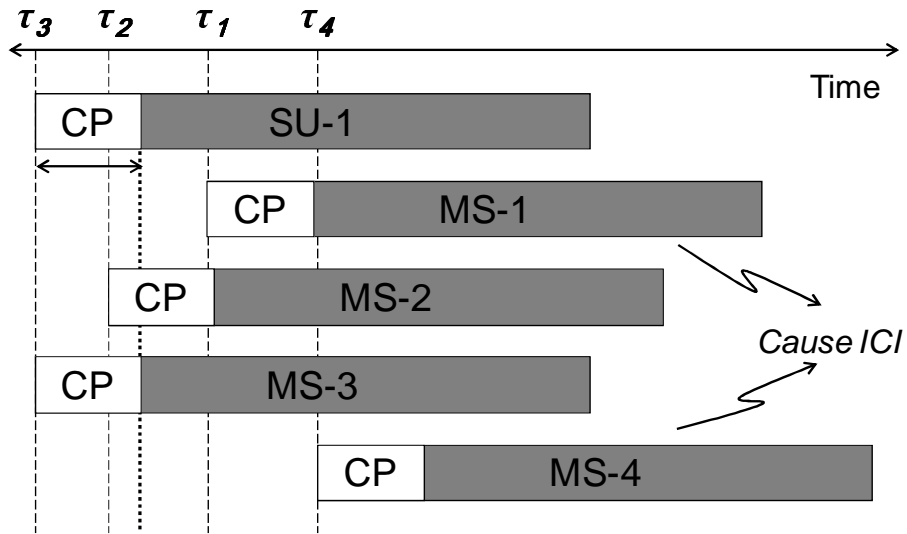 τ₃ τ₂ τ₁ τ₄
Time
CP SU-1
CP MS-1
CP MS-2
Cause ICI
CP MS-3
CP MS-4